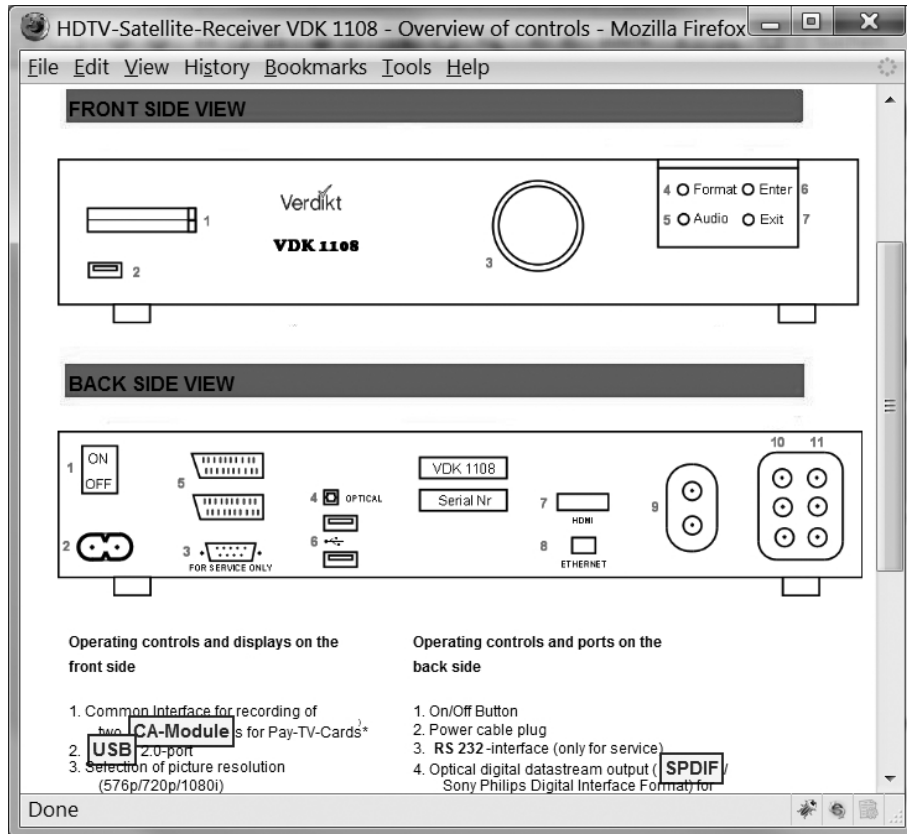 HDTV-Satellite-Receiver VDK 1108 - Overview of controls - Mozilla Firefox
File Edit View History Bookmarks Tools Help
FRONT SIDE VIEW
1
2
Verdikt
VDK 1108
3
4 Format Enter 6
5 Audio Exit 7
BACK SIDE VIEW
1 ON
OFF
2
5
3
FOR SERVICE ONLY
4 OPTICAL
6
VDK 1108
Serial Nr
7
HDMI
8
ETHERNET
9
10 11
Operating controls and displays on the
front side
1. Common Interface for recording of
two CA-Module s for Pay-TV-Cards*)
2. USB 2.0-port
3. Selection of picture resolution
(576p/720p/1080i)
Operating controls and ports on the
back side
1. On/Off Button
2. Power cable plug
3. RS 232-interface (only for service)
4. Optical digital datastream output ( SPDIF /
Sony Philips Digital Interface Format) for
Done